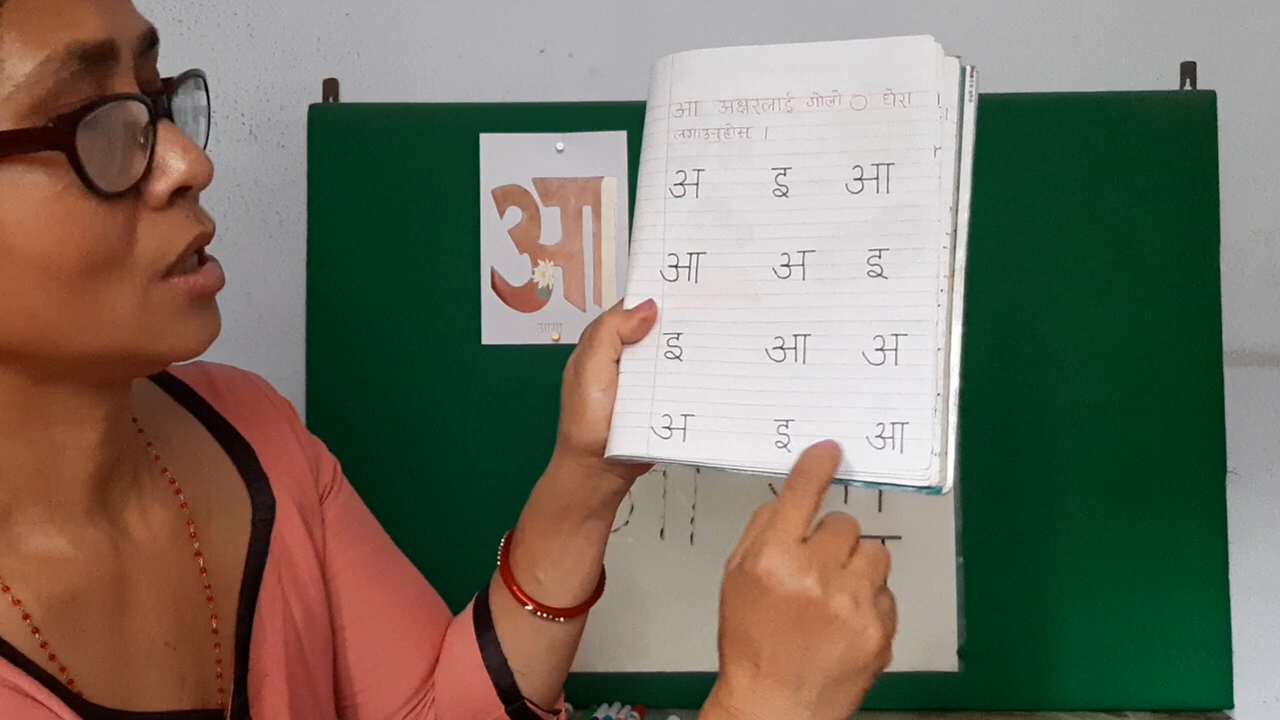 आ अक्षरलाई गोलो घेरा
लगाउनुहोस् ।
अ इ आ
आ अ इ
इ आ अ
अ इ आ
आ